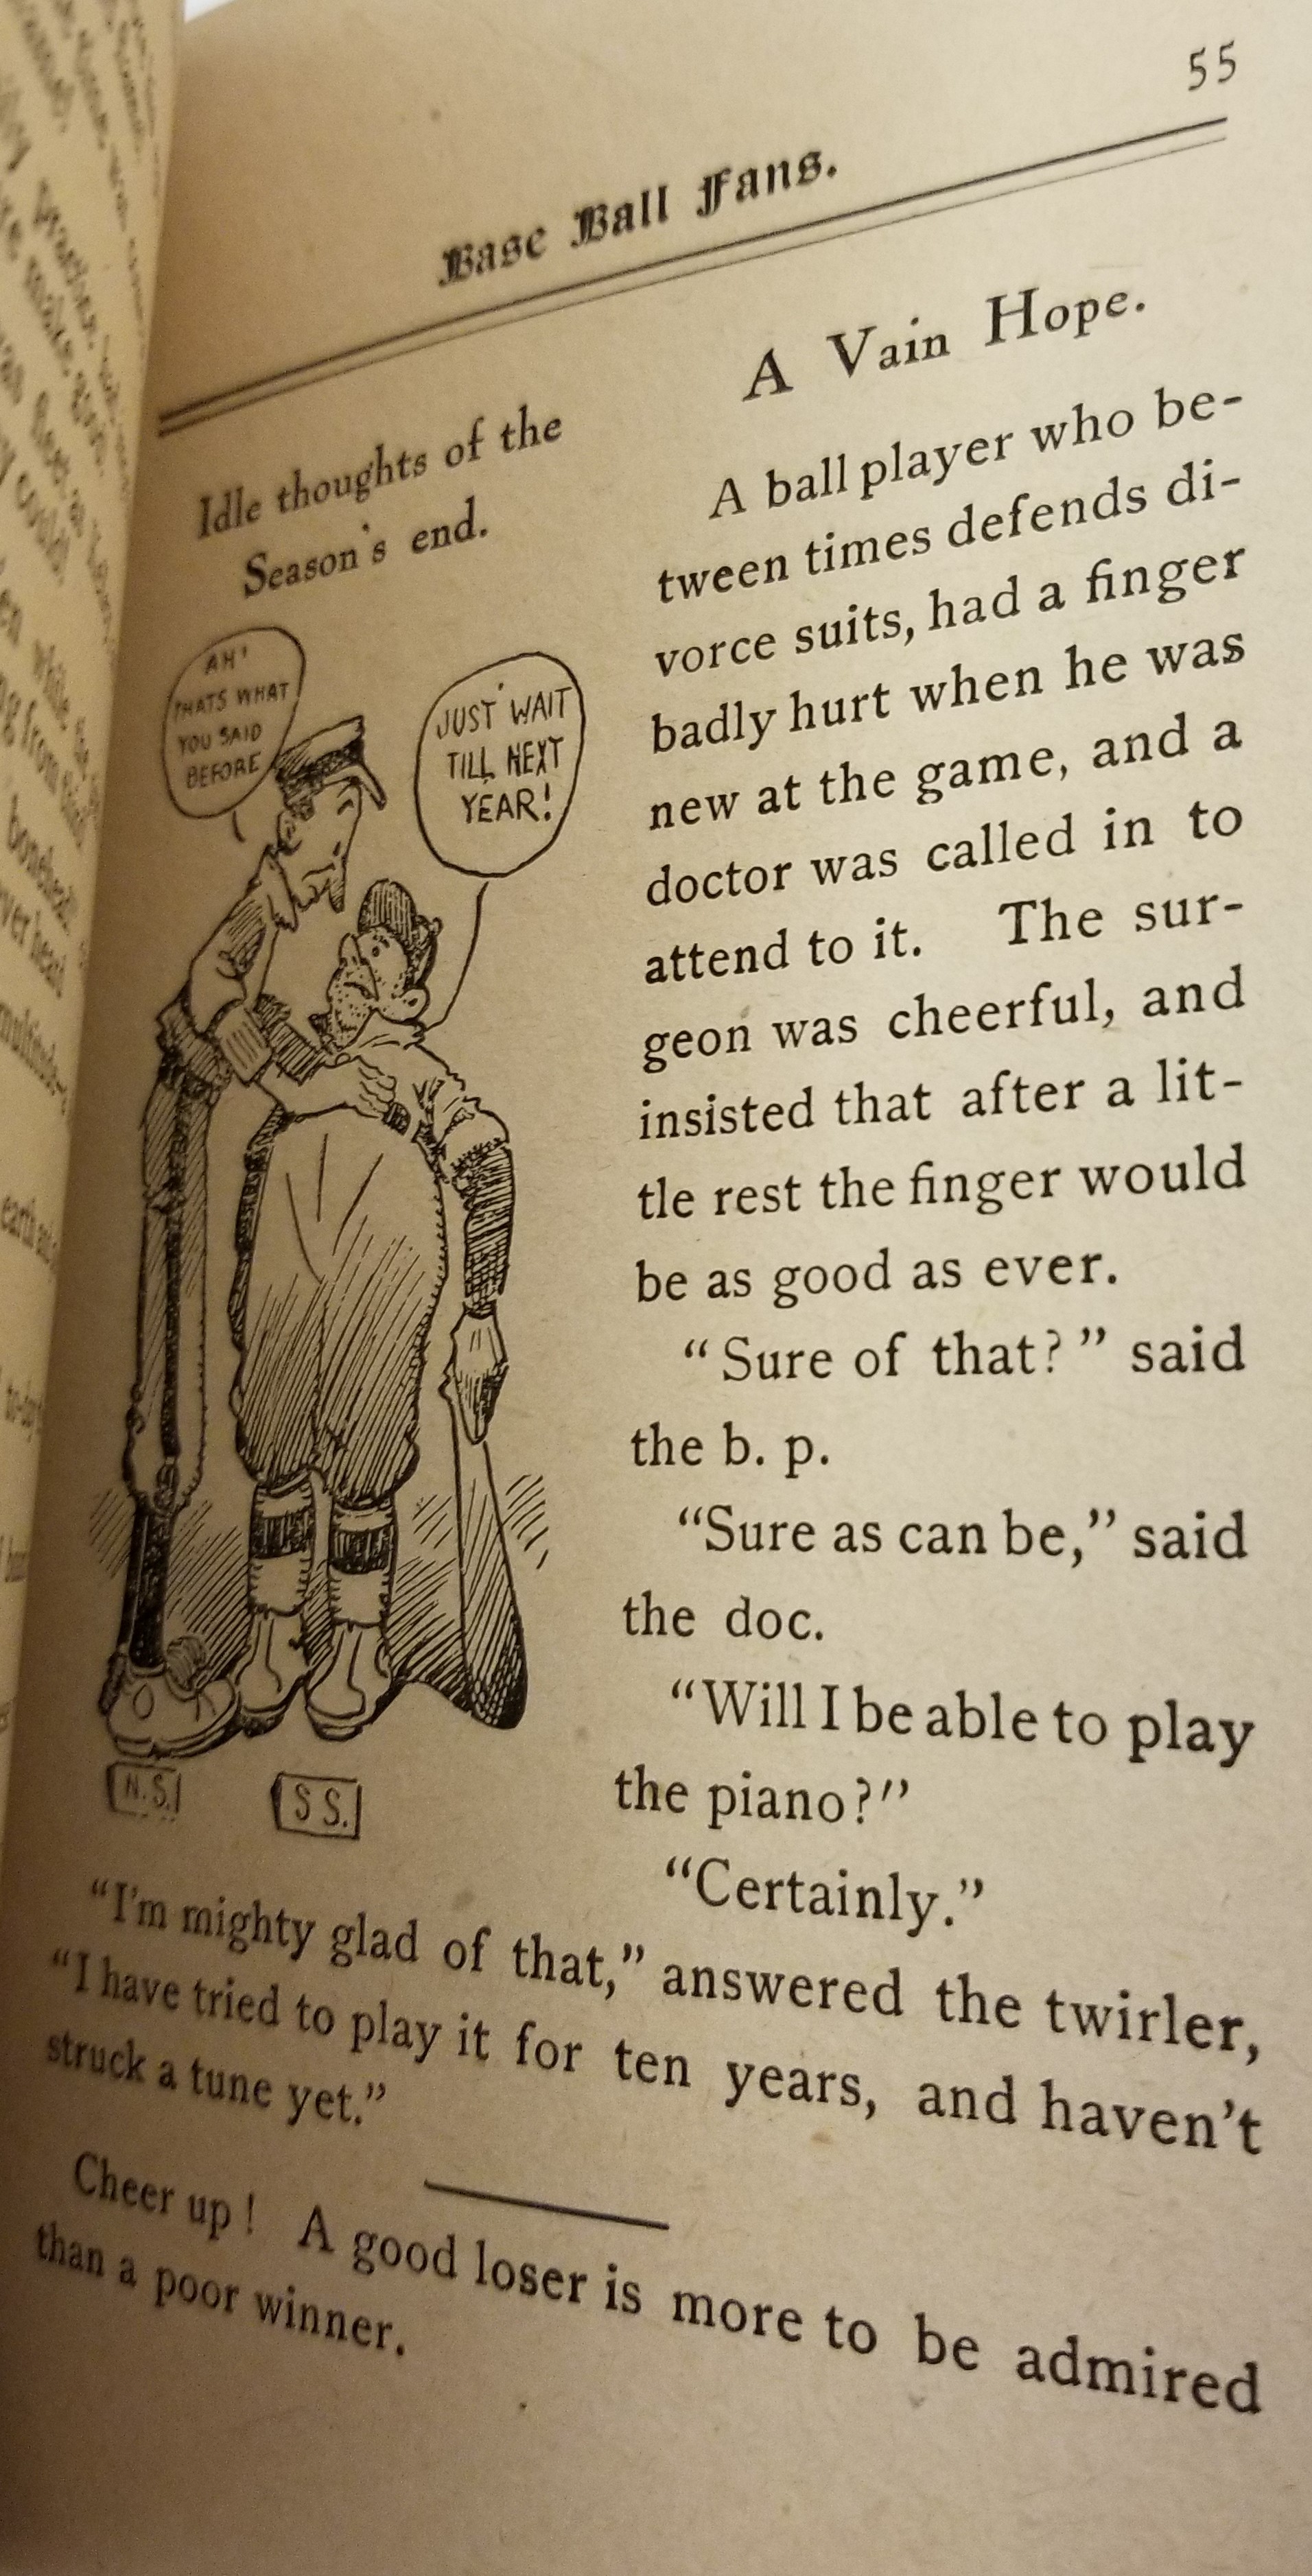 55
Base Ball Fans.
Idle thoughts of the
Season's end.
AH!
THATS WHAT
YOU SAID
BEFORE
JUST WAIT
TILL NEXT
YEAR!
N.S.
S S.
A Vain Hope.
A ball player who be-
tween times defends di-
vorce suits, had a finger
badly hurt when he was
new at the game, and a
doctor was called in to
attend to it. The sur-
geon was cheerful, and
insisted that after a lit-
tle rest the finger would
be as good as ever.
“Sure of that?” said
the b. p.
“Sure as can be,” said
the doc.
“Will I be able to play
the piano?”
“Certainly.”
“I'm mighty glad of that,” answered the twirler,
“I have tried to play it for ten years, and haven't
struck a tune yet.”
Cheer up! A good loser is more to be admired
than a poor winner.